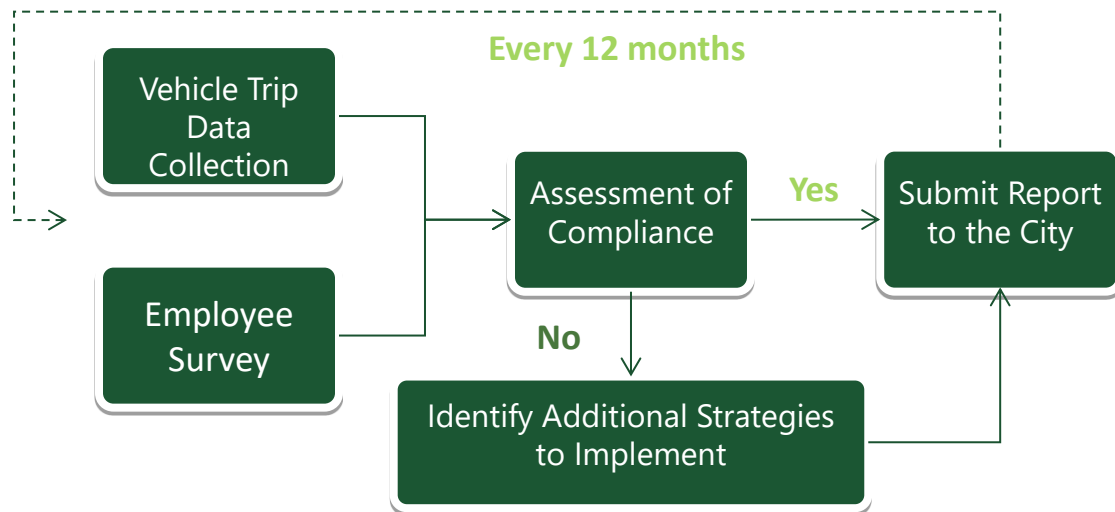 Every 12 months
Vehicle Trip
Data
Collection
Employee
Survey
Assessment of
Compliance
Yes
No
Submit Report
to the City
Identify Additional Strategies
to Implement